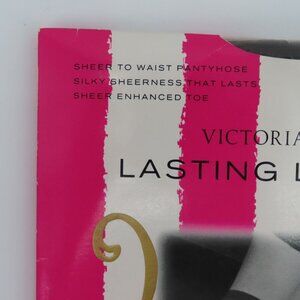 SHEER TO WAIST PANTYHOSE
SILKY SHEERNESS THAT LASTS
SHEER ENHANCED TOE
VICTORIA
LASTING L